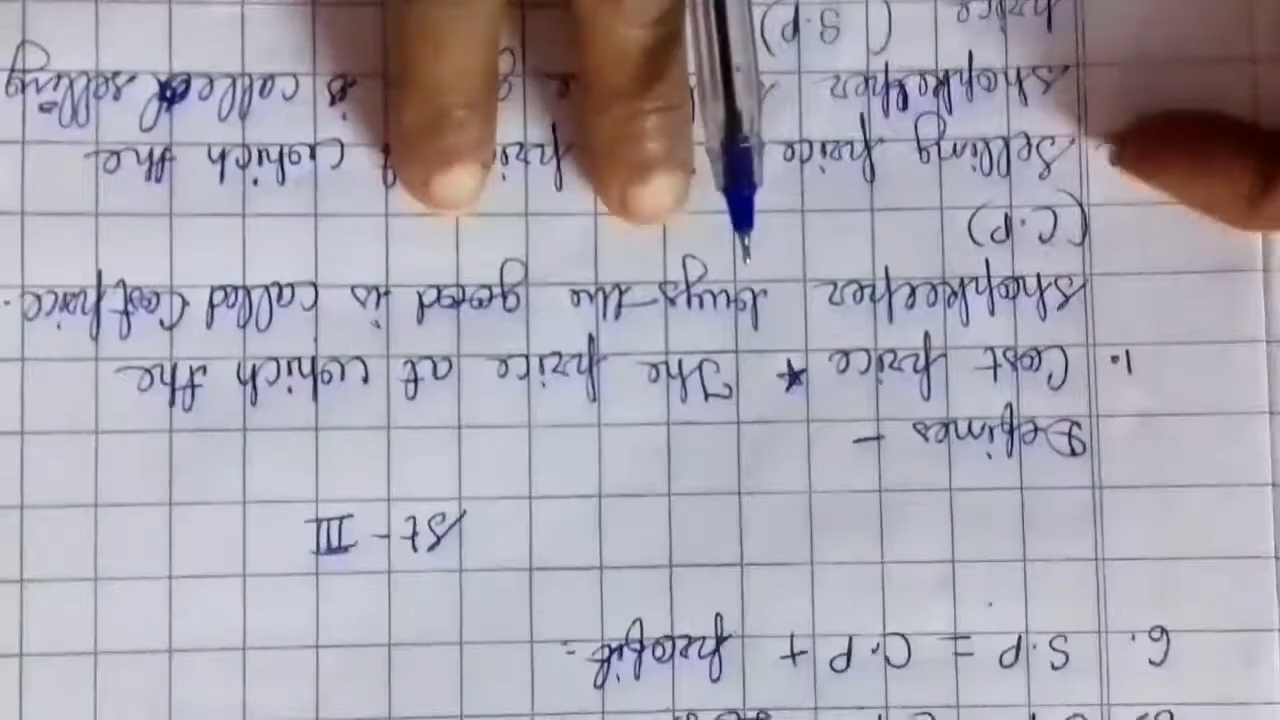 6. S.P = C.P + profit =
St - III
Defines -
1. Cost price * The price at which the
shopkeeper buys the good is called Cost price.
(C.P)
Selling price which the
shopkeeper is called selling
price (S.P)